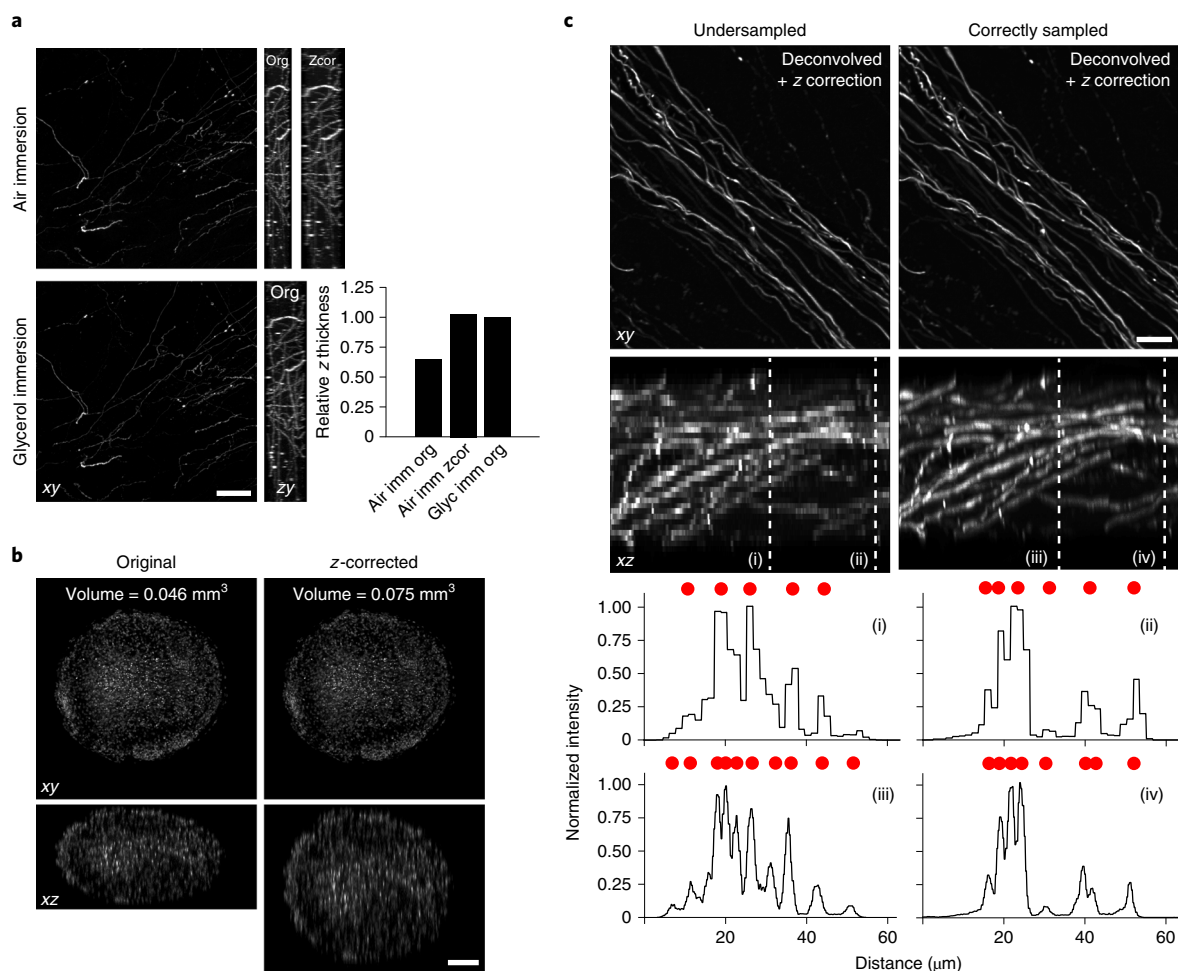 a
Org
Zcor
Air immersion
Glycerol immersion
xy
Org
zy
Relative z thickness
1.25
1.00
0.75
0.50
0.25
0
Air imm org
Air imm zcor
Glyc imm org
b
Original
z-corrected
Volume = 0.046 mm³
Volume = 0.075 mm³
xy
xz
c
Undersampled
Correctly sampled
Deconvolved
+ z correction
Deconvolved
+ z correction
xy
xz
(i)
(ii)
(iii)
(iv)
Normalized intensity
1.00
0.75
0.50
0.25
0
(i)
(ii)
1.00
0.75
0.50
0.25
0
(iii)
(iv)
20
40
60
20
40
60
Distance (μm)